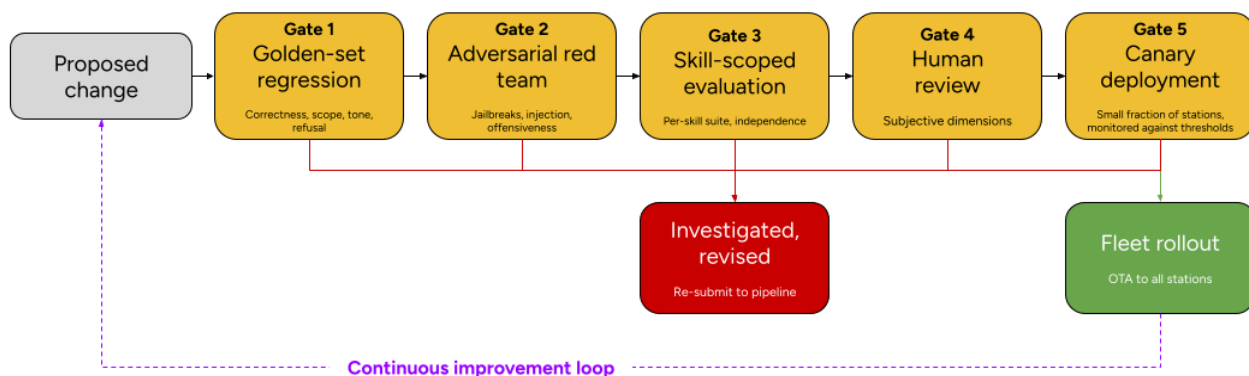 Proposed
change
Gate 1
Golden-set
regression
Correctness, scope, tone,
refusal
Gate 2
Adversarial red
team
Jailbreaks, injection,
offensiveness
Gate 3
Skill-scoped
evaluation
Per-skill suite, independence
Gate 4
Human
review
Subjective dimensions
Gate 5
Canary
deployment
Small fraction of stations,
monitored against thresholds
Investigated,
revised
Re-submit to pipeline
Fleet rollout
OTA to all stations
Continuous improvement loop